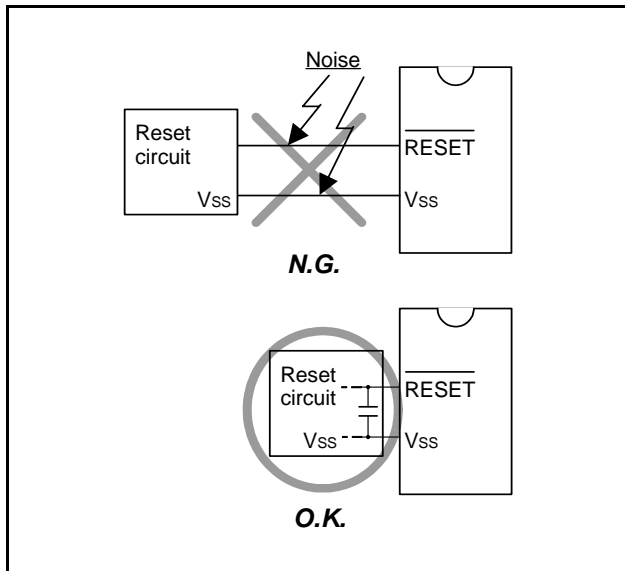 Noise
Reset
circuit
RESET
Vss
Vss
N.G.
Reset
circuit
RESET
Vss
Vss
O.K.